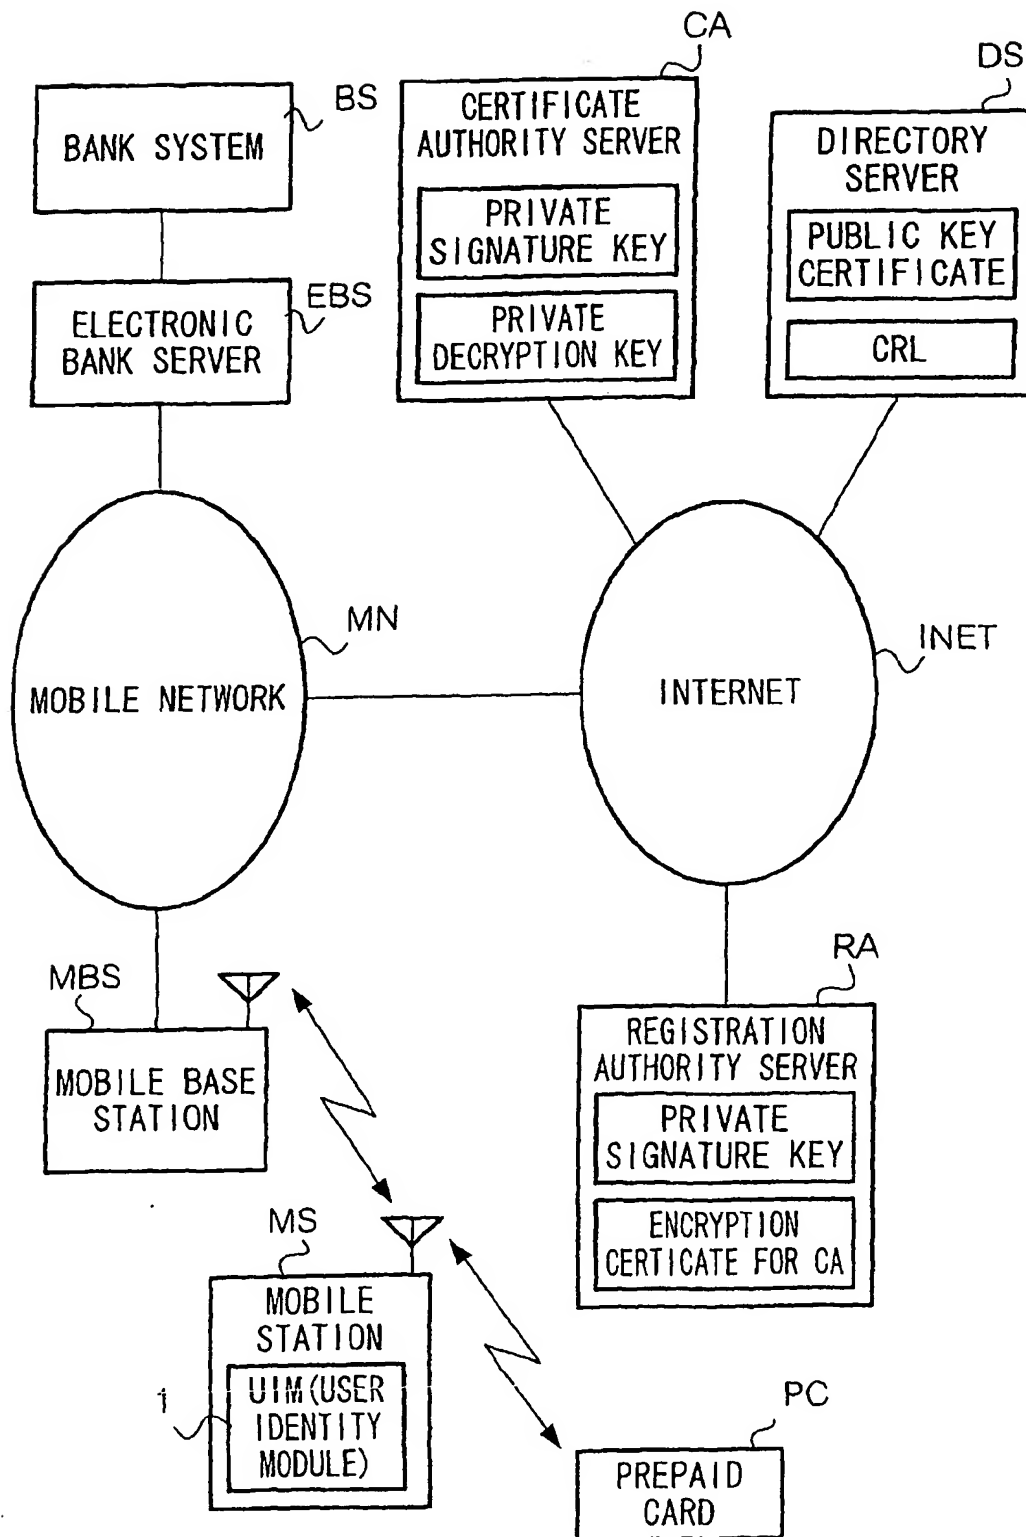 CA
DS
BS
BANK SYSTEM
CERTIFICATE
AUTHORITY SERVER
PRIVATE
SIGNATURE KEY
PRIVATE
DECRYPTION KEY
DIRECTORY
SERVER
PUBLIC KEY
CERTIFICATE
CRL
EBS
ELECTRONIC
BANK SERVER
MN
MOBILE NETWORK
INET
INTERNET
MBS
MOBILE BASE
STATION
RA
REGISTRATION
AUTHORITY SERVER
PRIVATE
SIGNATURE KEY
ENCRYPTION
CERTICATE FOR CA
MS
MOBILE
STATION
1
UIM(USER
IDENTITY
MODULE)
PC
PREPAID
CARD